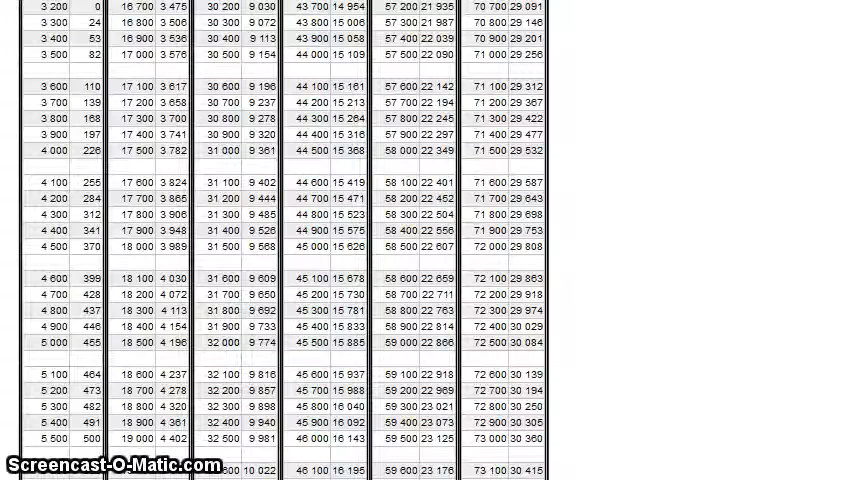 3 200 0 16 700 3 475 30 200 9 030 43 700 14 954 57 200 21 935 70 700 29 091
3 300 24 16 800 3 506 30 300 9 072 43 800 15 006 57 300 21 987 70 800 29 146
3 400 53 16 900 3 536 30 400 9 113 43 900 15 058 57 400 22 039 70 900 29 201
3 500 82 17 000 3 576 30 500 9 154 44 000 15 109 57 500 22 090 71 000 29 256
3 600 110 17 100 3 617 30 600 9 196 44 100 15 161 57 600 22 142 71 100 29 312
3 700 139 17 200 3 658 30 700 9 237 44 200 15 213 57 700 22 194 71 200 29 367
3 800 168 17 300 3 700 30 800 9 278 44 300 15 264 57 800 22 245 71 300 29 422
3 900 197 17 400 3 741 30 900 9 320 44 400 15 316 57 900 22 297 71 400 29 477
4 000 226 17 500 3 782 31 000 9 361 44 500 15 368 58 000 22 349 71 500 29 532
4 100 255 17 600 3 824 31 100 9 402 44 600 15 419 58 100 22 401 71 600 29 587
4 200 284 17 700 3 865 31 200 9 444 44 700 15 471 58 200 22 452 71 700 29 643
4 300 312 17 800 3 906 31 300 9 485 44 800 15 523 58 300 22 504 71 800 29 698
4 400 341 17 900 3 948 31 400 9 526 44 900 15 575 58 400 22 556 71 900 29 753
4 500 370 18 000 3 989 31 500 9 568 45 000 15 626 58 500 22 607 72 000 29 808
4 600 399 18 100 4 030 31 600 9 609 45 100 15 678 58 600 22 659 72 100 29 863
4 700 428 18 200 4 072 31 700 9 650 45 200 15 730 58 700 22 711 72 200 29 918
4 800 437 18 300 4 113 31 800 9 692 45 300 15 781 58 800 22 763 72 300 29 974
4 900 446 18 400 4 154 31 900 9 733 45 400 15 833 58 900 22 814 72 400 30 029
5 000 455 18 500 4 196 32 000 9 774 45 500 15 885 59 000 22 866 72 500 30 084
5 100 464 18 600 4 237 32 100 9 816 45 600 15 937 59 100 22 918 72 600 30 139
5 200 473 18 700 4 278 32 200 9 857 45 700 15 988 59 200 22 969 72 700 30 194
5 300 482 18 800 4 320 32 300 9 898 45 800 16 040 59 300 23 021 72 800 30 250
5 400 491 18 900 4 361 32 400 9 940 45 900 16 092 59 400 23 073 72 900 30 305
5 500 500 19 000 4 402 32 500 9 981 46 000 16 143 59 500 23 125 73 000 30 360
600 10 022 46 100 16 195 59 600 23 176 73 100 30 415
Screencast-O-Matic.com